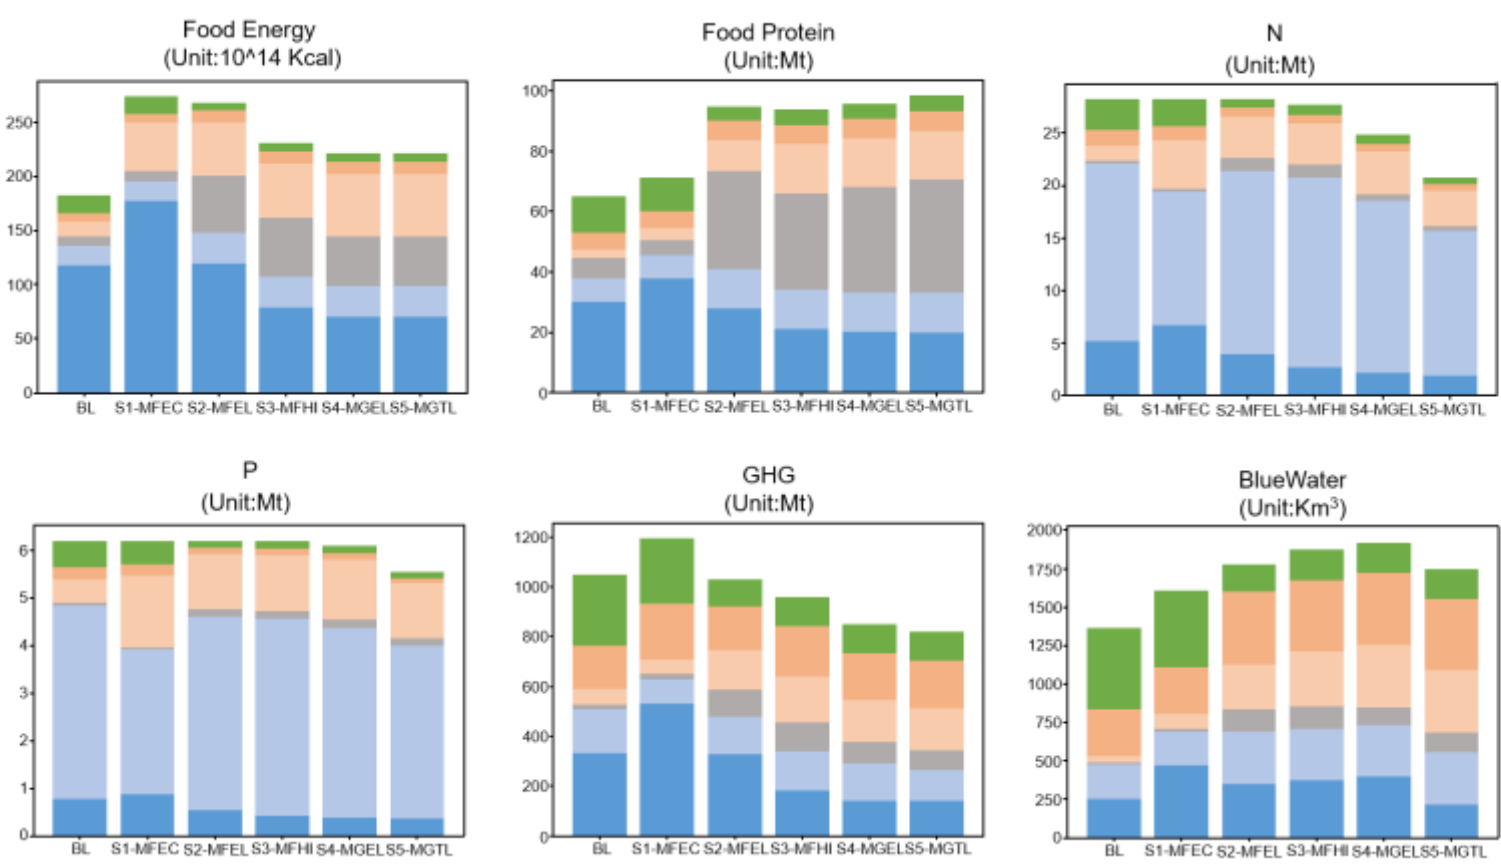 Food Energy
(Unit:10^14 Kcal)
250
200
150
100
50
0
BL S1-MFEC S2-MFEL S3-MFHI S4-MGEL S5-MGTL
Food Protein
(Unit:Mt)
100
80
60
40
20
0
BL S1-MFEC S2-MFEL S3-MFHI S4-MGEL S5-MGTL
N
(Unit:Mt)
25
20
15
10
5
0
BL S1-MFEC S2-MFEL S3-MFHI S4-MGEL S5-MGTL
P
(Unit:Mt)
6
5
4
3
2
1
0
BL S1-MFEC S2-MFEL S3-MFHI S4-MGEL S5-MGTL
GHG
(Unit:Mt)
1200
1000
800
600
400
200
0
BL S1-MFEC S2-MFEL S3-MFHI S4-MGEL S5-MGTL
BlueWater
(Unit:Km³)
2000
1750
1500
1250
1000
750
500
250
0
BL S1-MFEC S2-MFEL S3-MFHI S4-MGEL S5-MGTL